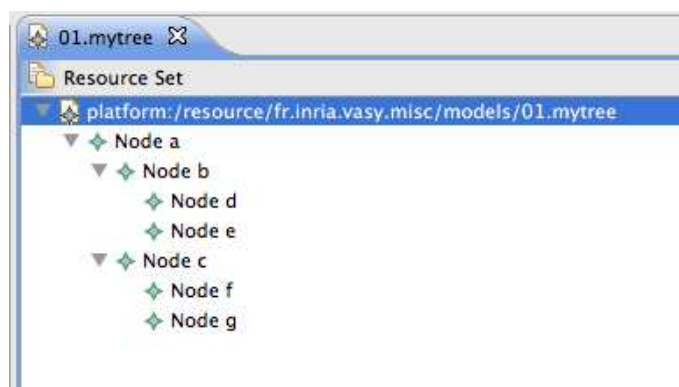 01.mytree
Resource Set
platform:/resource/fr.inria.vasy.misc/models/01.mytree
Node a
Node b
Node d
Node e
Node c
Node f
Node g